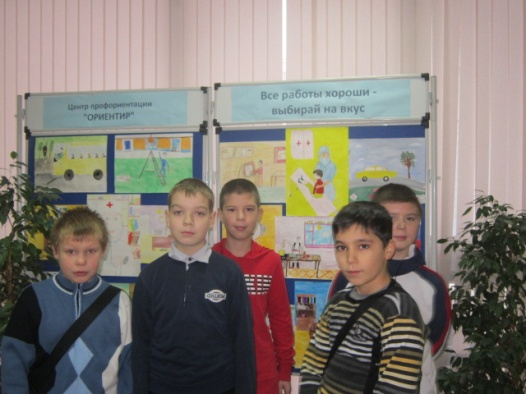 Центр профориентации
"ОРИЕНТИР"
Все работы хороши -
выбирай на вкус